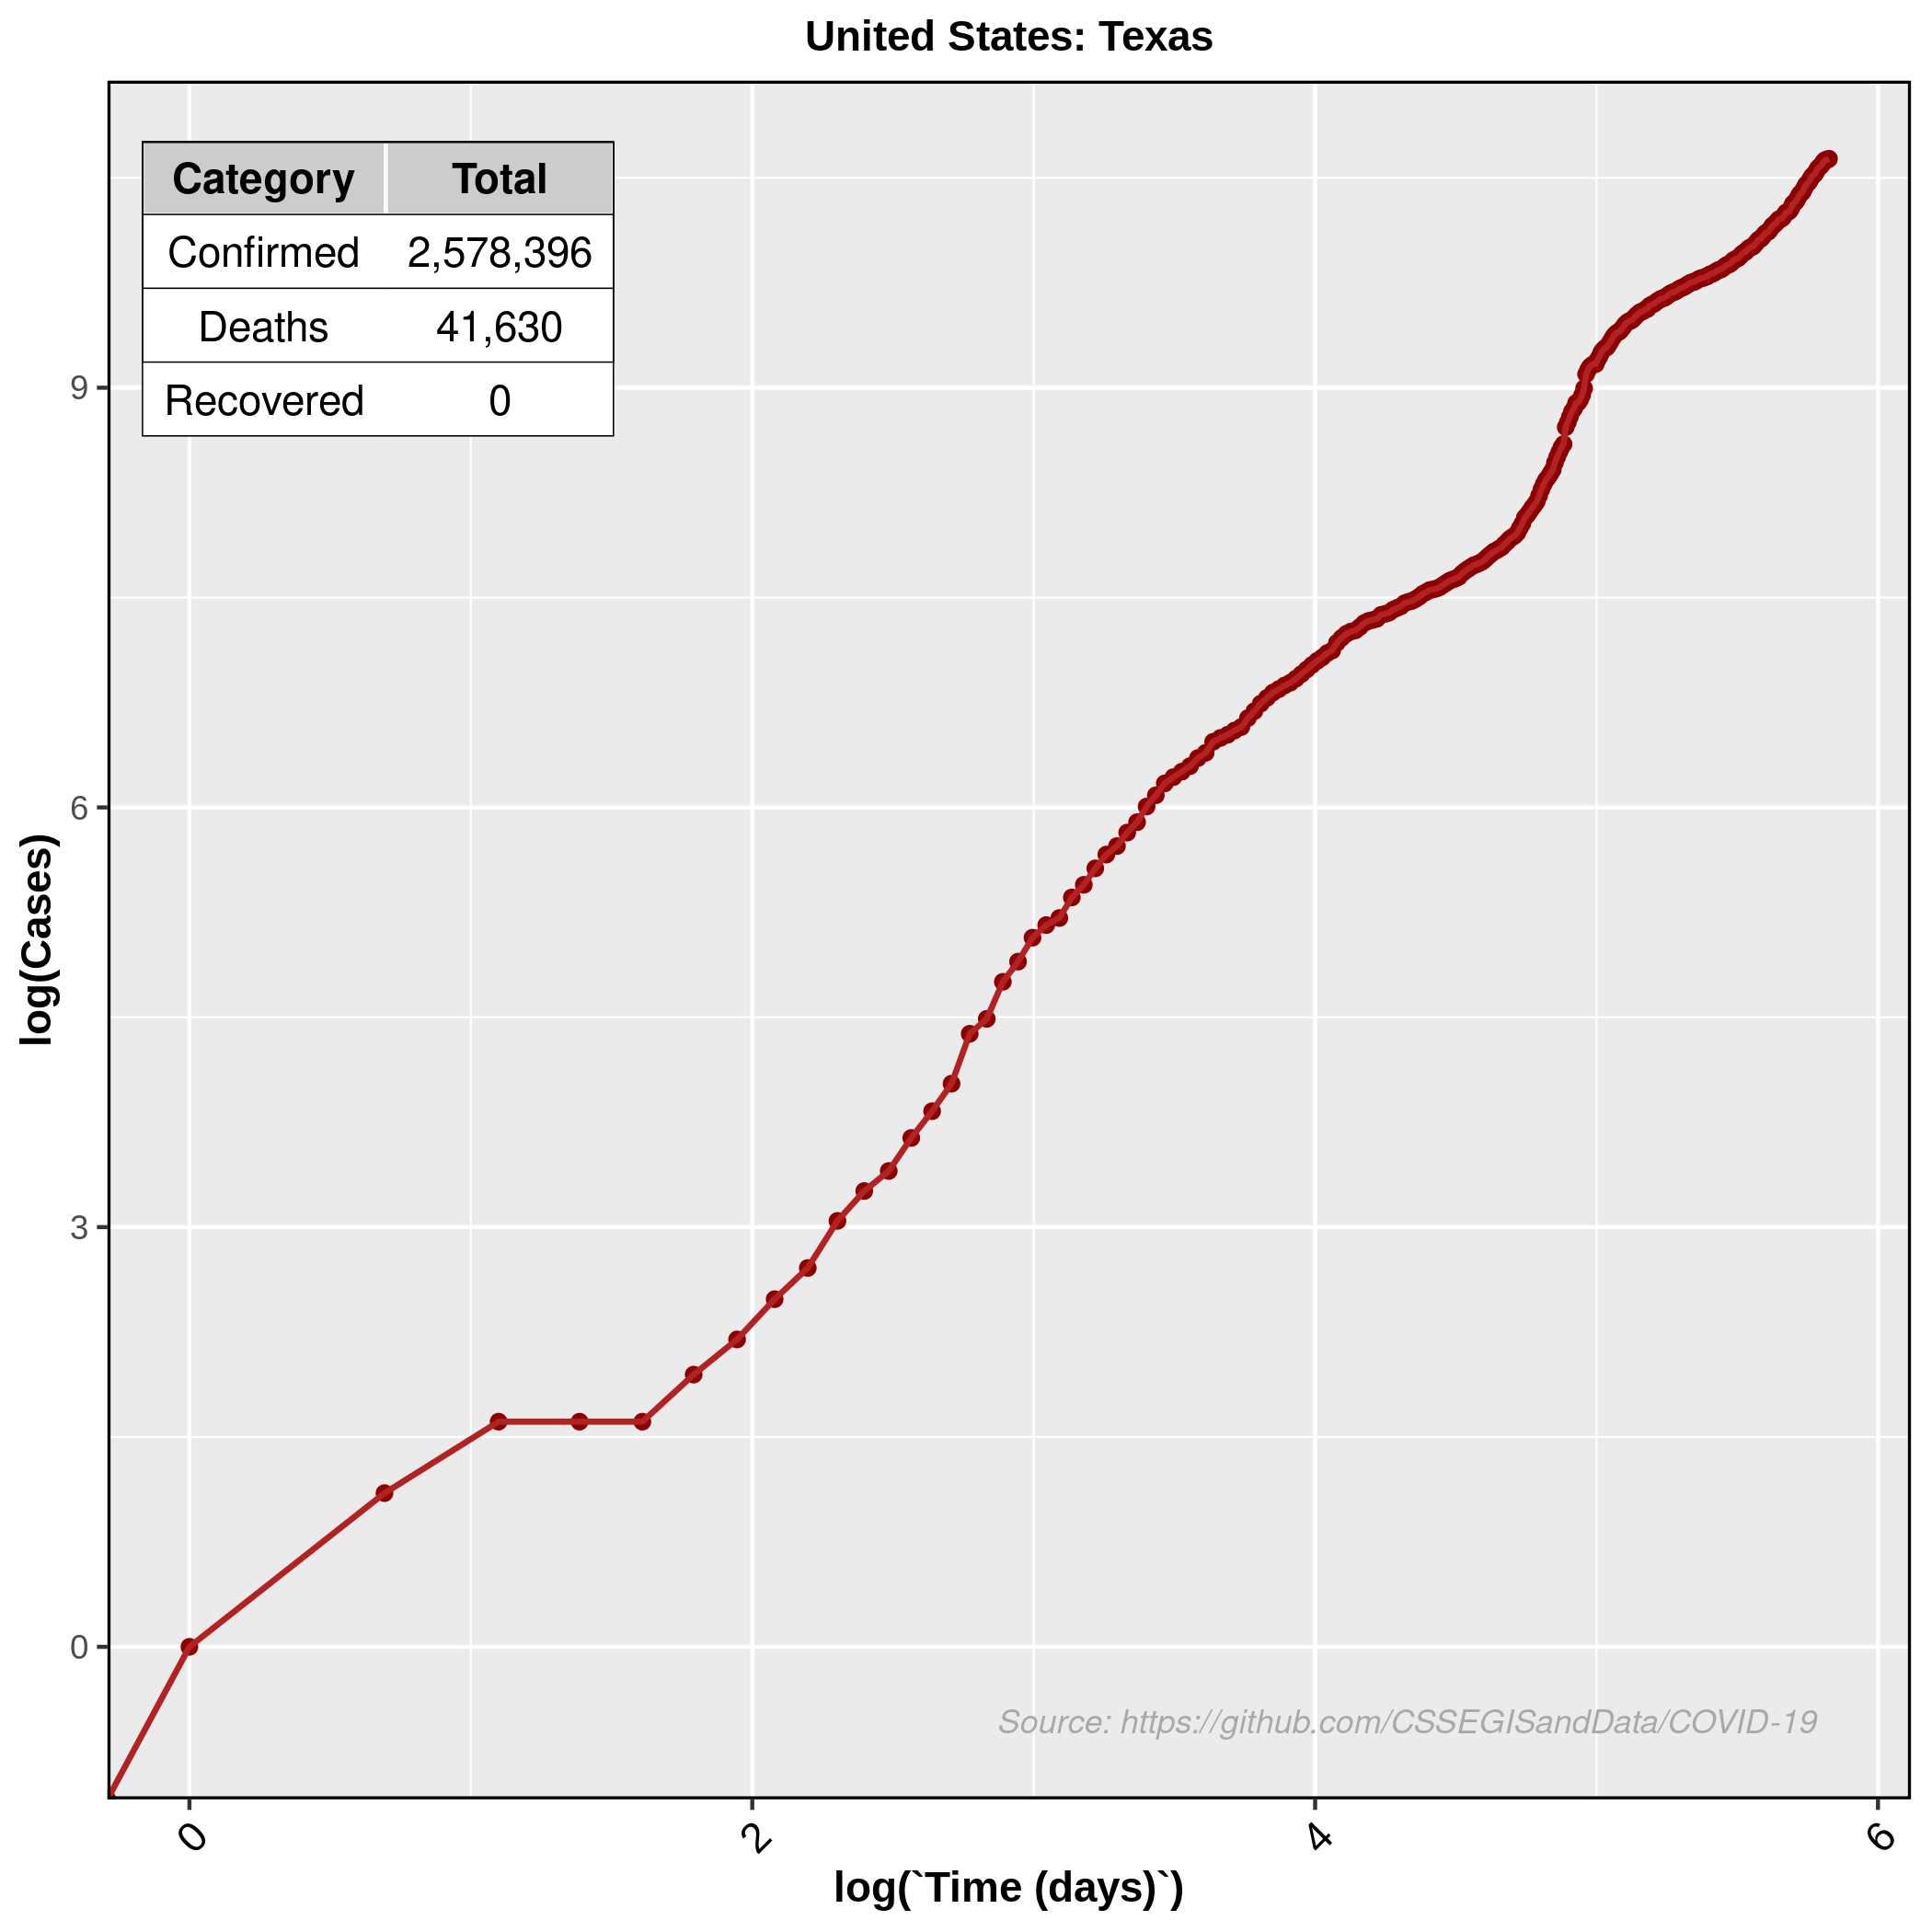 United States: Texas
Category Total
Confirmed 2,578,396
Deaths 41,630
Recovered 0
9
6
3
0
log(Cases)
Source: https://github.com/CSSEGISandData/COVID-19
0 2 4 6
log(`Time (days)`)